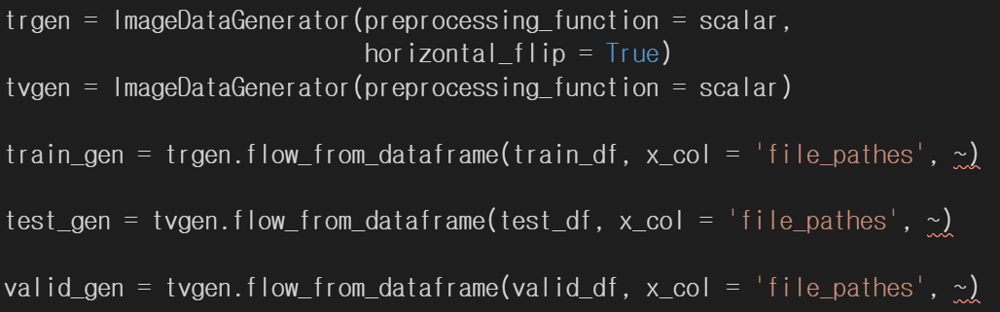 trgen = ImageDataGenerator(preprocessing_function = scalar,
horizontal_flip = True)
tvgen = ImageDataGenerator(preprocessing_function = scalar)
train_gen = trgen.flow_from_dataframe(train_df, x_col = 'file_pathes', ~)
test_gen = tvgen.flow_from_dataframe(test_df, x_col = 'file_pathes', ~)
valid_gen = tvgen.flow_from_dataframe(valid_df, x_col = 'file_pathes', ~)